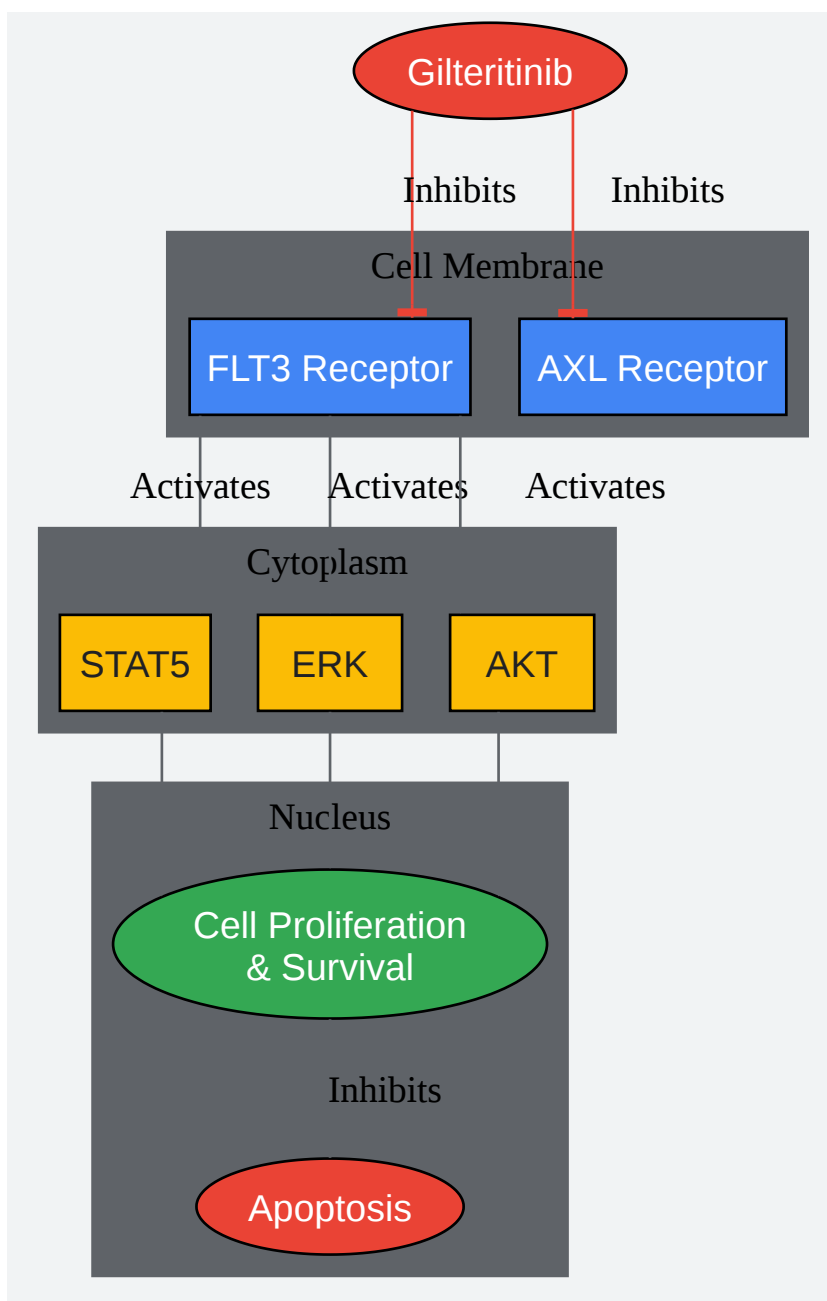 Gilteritinib
Inhibits
Inhibits
Cell Membrane
FLT3 Receptor
AXL Receptor
Activates
Activates
Activates
Cytoplasm
STAT5
ERK
AKT
Nucleus
Cell Proliferation
& Survival
Inhibits
Apoptosis